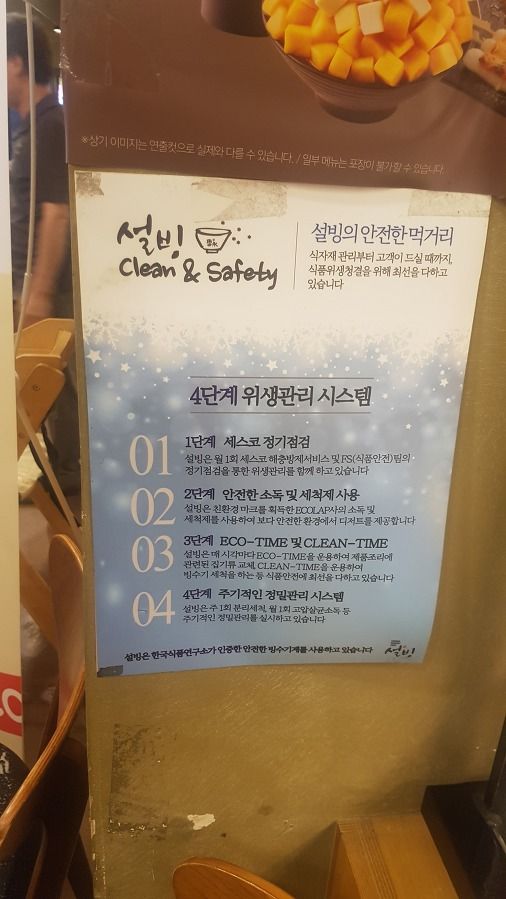 ※상기 이미지는 연출컷으로 실제와 다를 수 있습니다. / 일부 메뉴는 포장이 불가할 수 있습니다.
설빙
Clean & Safety
설빙의 안전한 먹거리
식자재 관리부터 고객이 드실 때까지,
식품위생청결을 위해 최선을 다하고
있습니다
4단계 위생관리 시스템
01 1단계 세스코 정기점검
설빙은 월 1회 세스코 해충방제서비스 및 FS(식품안전)팀의
정기점검을 통한 위생관리를 함께 하고 있습니다
02 2단계 안전한 소독 및 세척제 사용
설빙은 친환경 마크를 획득한 ECOLAP사의 소독 및
세척제를 사용하여 보다 안전한 환경에서 디저트를 제공합니다
03 3단계 ECO-TIME 및 CLEAN-TIME
설빙은 매 시각마다 ECO-TIME을 운용하여 제품조리에
관련된 집기류 교체, CLEAN-TIME을 운용하여
빙수기 세척을 하는 등 식품안전에 최선을 다하고 있습니다
04 4단계 주기적인 정밀관리 시스템
설빙은 주 1회 분리세척, 월 1회 고압살균소독 등
주기적인 정밀관리를 실시하고 있습니다
설빙은 한국식품연구소가 인증한 안전한 빙수기계를 사용하고 있습니다
설빙